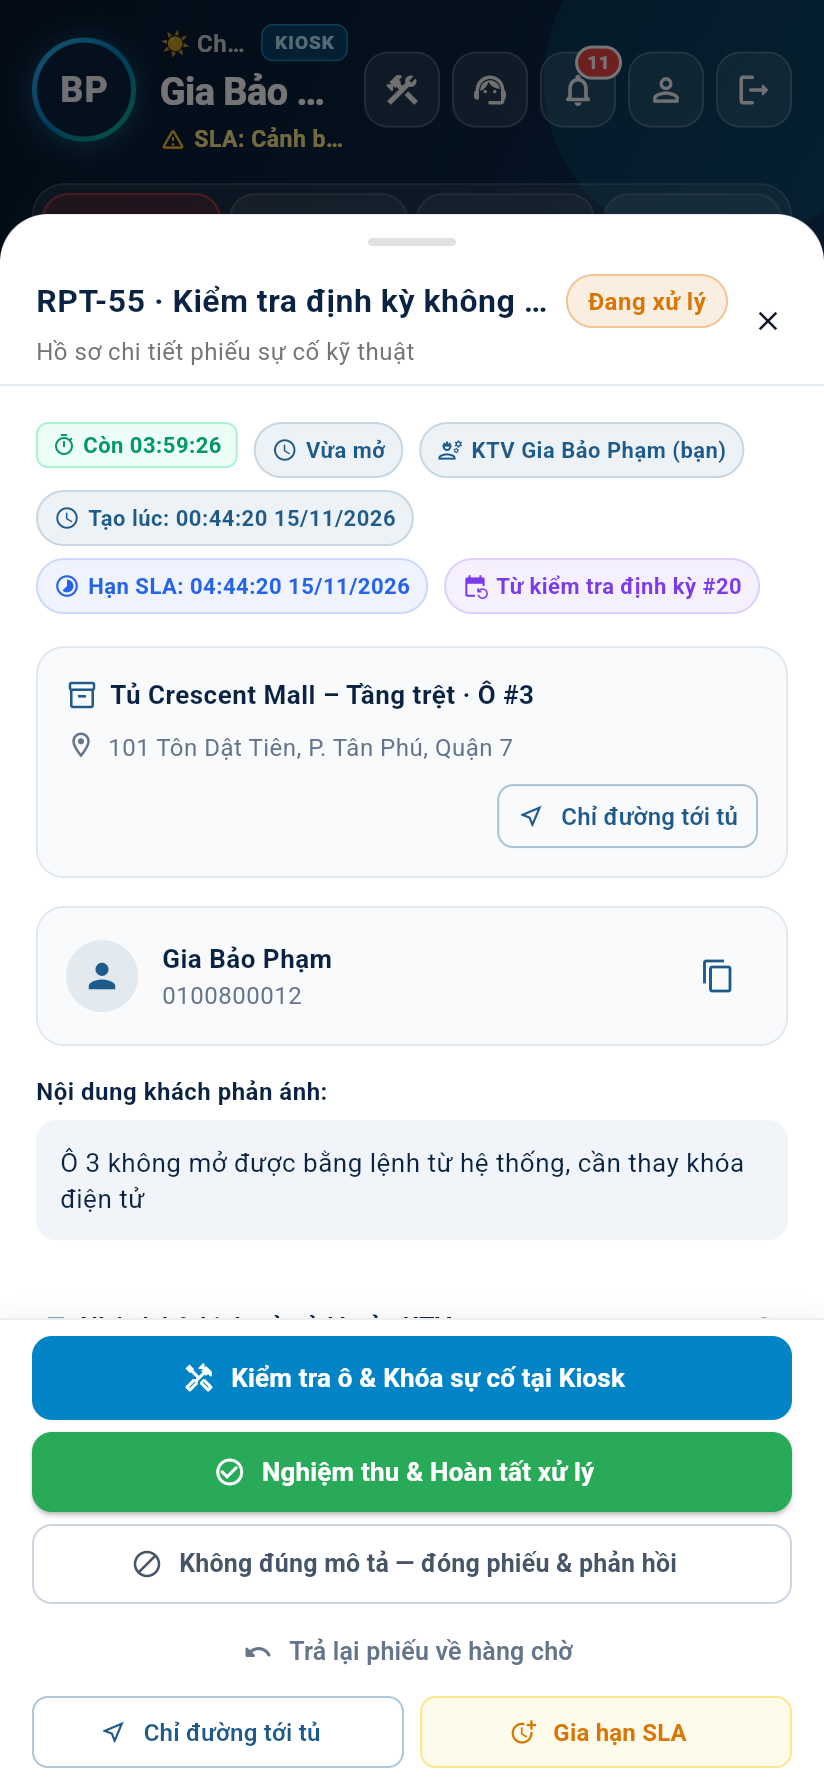 ☀️ Ch... KIOSK
BP
Gia Bảo ...
11
SLA: Cảnh b...
RPT-55 · Kiểm tra định kỳ không ...
Đang xử lý
Hồ sơ chi tiết phiếu sự cố kỹ thuật
Còn 03:59:26
Vừa mở
KTV Gia Bảo Phạm (bạn)
Tạo lúc: 00:44:20 15/11/2026
Hạn SLA: 04:44:20 15/11/2026
Từ kiểm tra định kỳ #20
Tủ Crescent Mall – Tầng trệt · Ô #3
101 Tôn Dật Tiên, P. Tân Phú, Quận 7
Chỉ đường tới tủ
Gia Bảo Phạm
0100800012
Nội dung khách phản ánh:
Ô 3 không mở được bằng lệnh từ hệ thống, cần thay khóa
điện tử
Kiểm tra ô & Khóa sự cố tại Kiosk
Nghiệm thu & Hoàn tất xử lý
Không đúng mô tả — đóng phiếu & phản hồi
Trả lại phiếu về hàng chờ
Chỉ đường tới tủ
Gia hạn SLA